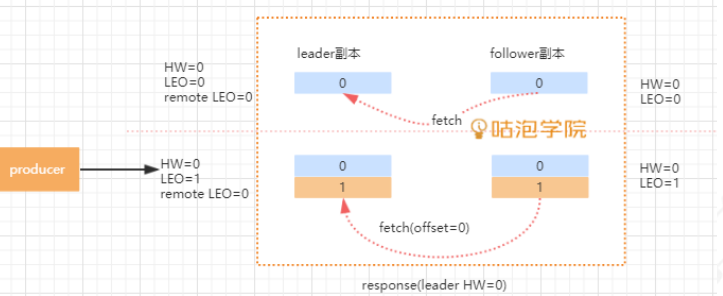 leader副本
follower副本
HW=0
LEO=0
remote LEO=0
0
0
HW=0
LEO=0
fetch
咕泡学院
producer
HW=0
LEO=1
remote LEO=0
0
1
0
1
HW=0
LEO=1
fetch(offset=0)
response(leader HW=0)